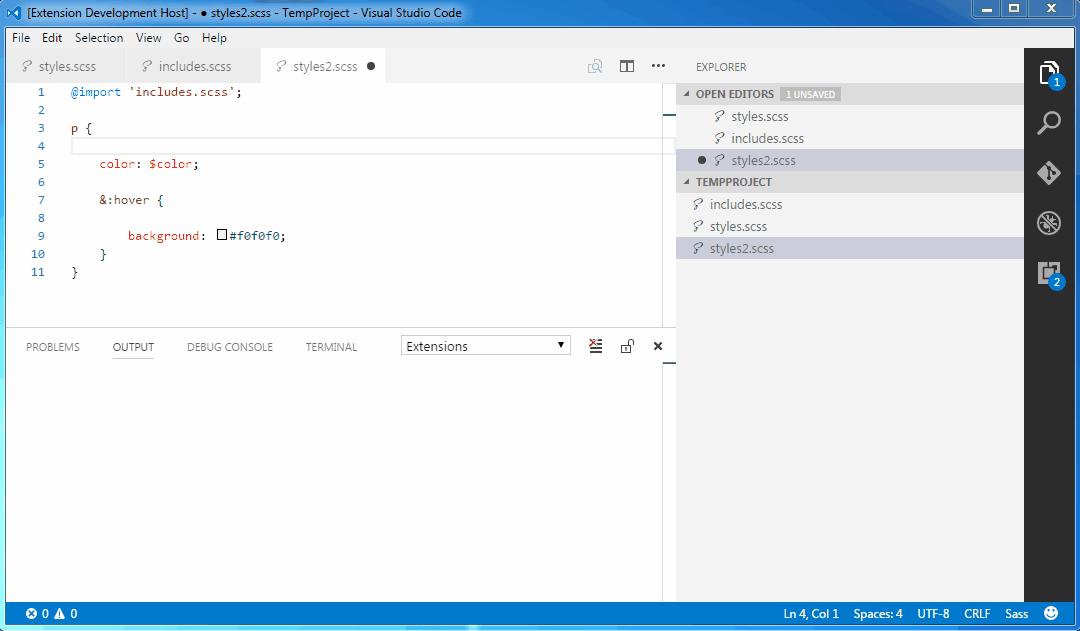 [Extension Development Host] - ● styles2.scss - TempProject - Visual Studio Code
File Edit Selection View Go Help
styles.scss includes.scss styles2.scss ●
1 @import 'includes.scss';
2
3 p {
4
5 color: $color;
6
7 &:hover {
8
9 background: #f0f0f0;
10 }
11 }
PROBLEMS OUTPUT DEBUG CONSOLE TERMINAL Extensions
EXPLORER
OPEN EDITORS 1 UNSAVED
styles.scss
includes.scss
● styles2.scss
TEMPPROJECT
includes.scss
styles.scss
styles2.scss
1
2
0 0 Ln 4, Col 1 Spaces: 4 UTF-8 CRLF Sass